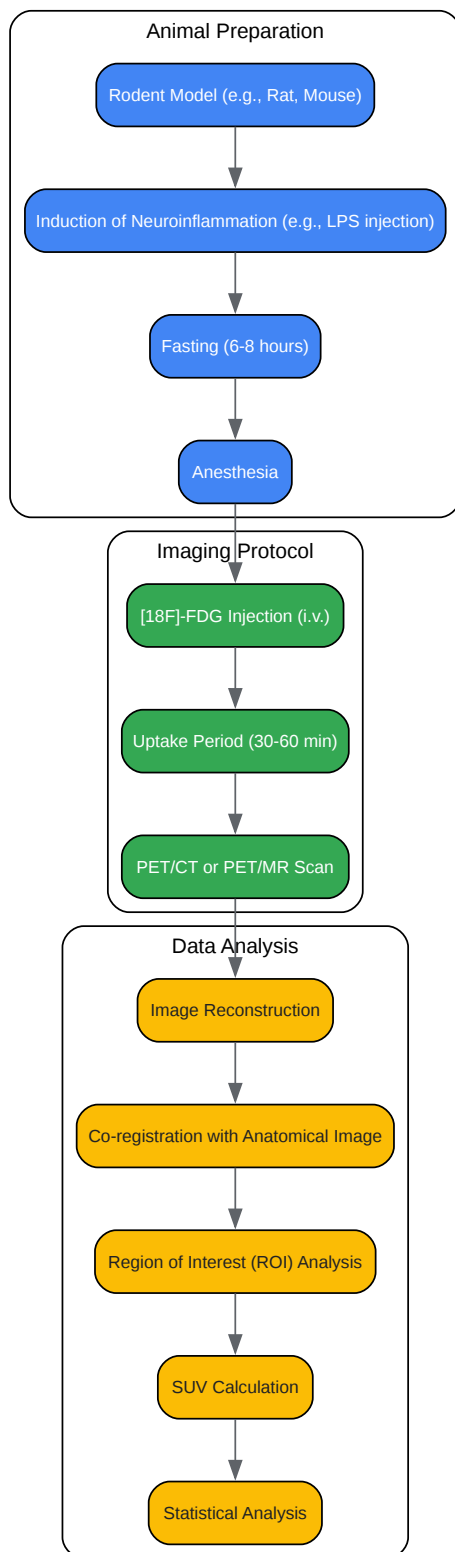 Animal Preparation
Rodent Model (e.g., Rat, Mouse)
Induction of Neuroinflammation (e.g., LPS injection)
Fasting (6-8 hours)
Anesthesia
Imaging Protocol
[18F]-FDG Injection (i.v.)
Uptake Period (30-60 min)
PET/CT or PET/MR Scan
Data Analysis
Image Reconstruction
Co-registration with Anatomical Image
Region of Interest (ROI) Analysis
SUV Calculation
Statistical Analysis